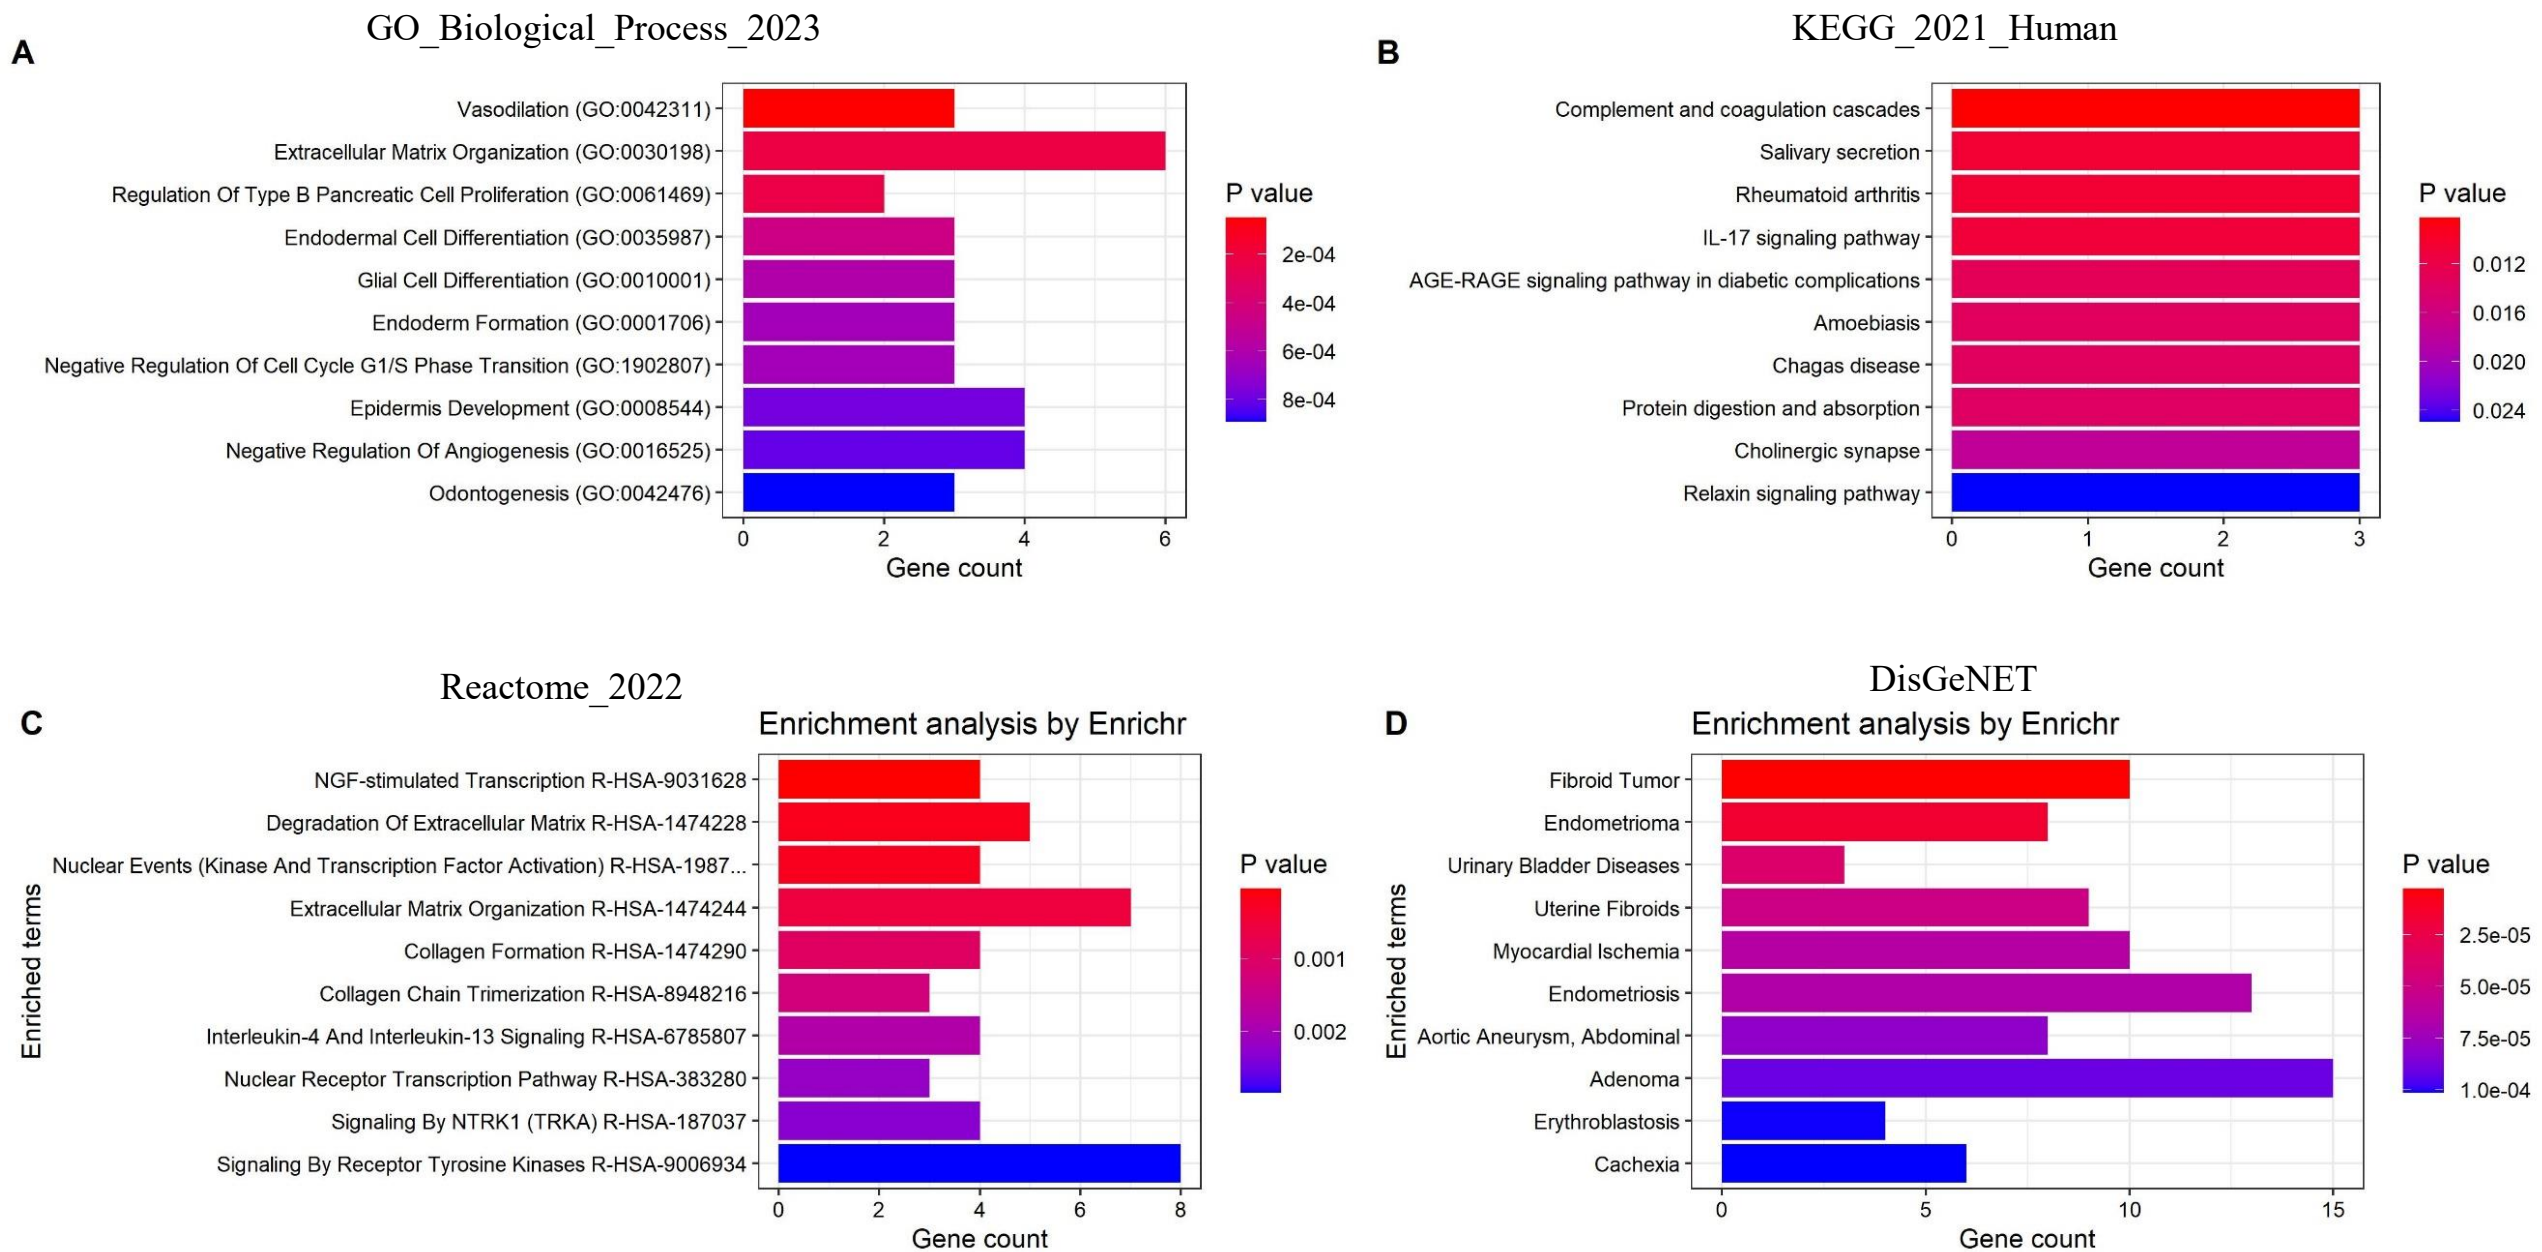 GO_Biological_Process_2023
A
Vasodilation (GO:0042311)
Extracellular Matrix Organization (GO:0030198)
Regulation Of Type B Pancreatic Cell Proliferation (GO:0061469)
Endodermal Cell Differentiation (GO:0035987)
Glial Cell Differentiation (GO:0010001)
Endoderm Formation (GO:0001706)
Negative Regulation Of Cell Cycle G1/S Phase Transition (GO:1902807)
Epidermis Development (GO:0008544)
Negative Regulation Of Angiogenesis (GO:0016525)
Odontogenesis (GO:0042476)
0 2 4 6
Gene count
P value
2e-04
4e-04
6e-04
8e-04
KEGG_2021_Human
B
Complement and coagulation cascades
Salivary secretion
Rheumatoid arthritis
IL-17 signaling pathway
AGE-RAGE signaling pathway in diabetic complications
Amoebiasis
Chagas disease
Protein digestion and absorption
Cholinergic synapse
Relaxin signaling pathway
0 1 2 3
Gene count
P value
0.012
0.016
0.020
0.024
Reactome_2022
C
Enrichment analysis by Enrichr
Enriched terms
NGF-stimulated Transcription R-HSA-9031628
Degradation Of Extracellular Matrix R-HSA-1474228
Nuclear Events (Kinase And Transcription Factor Activation) R-HSA-1987...
Extracellular Matrix Organization R-HSA-1474244
Collagen Formation R-HSA-1474290
Collagen Chain Trimerization R-HSA-8948216
Interleukin-4 And Interleukin-13 Signaling R-HSA-6785807
Nuclear Receptor Transcription Pathway R-HSA-383280
Signaling By NTRK1 (TRKA) R-HSA-187037
Signaling By Receptor Tyrosine Kinases R-HSA-9006934
0 2 4 6 8
Gene count
P value
0.001
0.002
DisGeNET
D
Enrichment analysis by Enrichr
Enriched terms
Fibroid Tumor
Endometrioma
Urinary Bladder Diseases
Uterine Fibroids
Myocardial Ischemia
Endometriosis
Aortic Aneurysm, Abdominal
Adenoma
Erythroblastosis
Cachexia
0 5 10 15
Gene count
P value
2.5e-05
5.0e-05
7.5e-05
1.0e-04